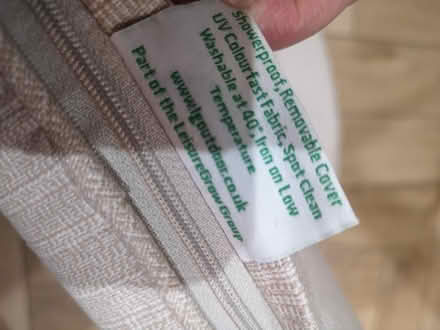 Showerproof, Removable Cover
UV Colourfast Fabric, Spot Clean
Washable at 40° Iron on Low
Temperature
www.lgoutdoor.co.uk
Part of the LeisureGrow Group